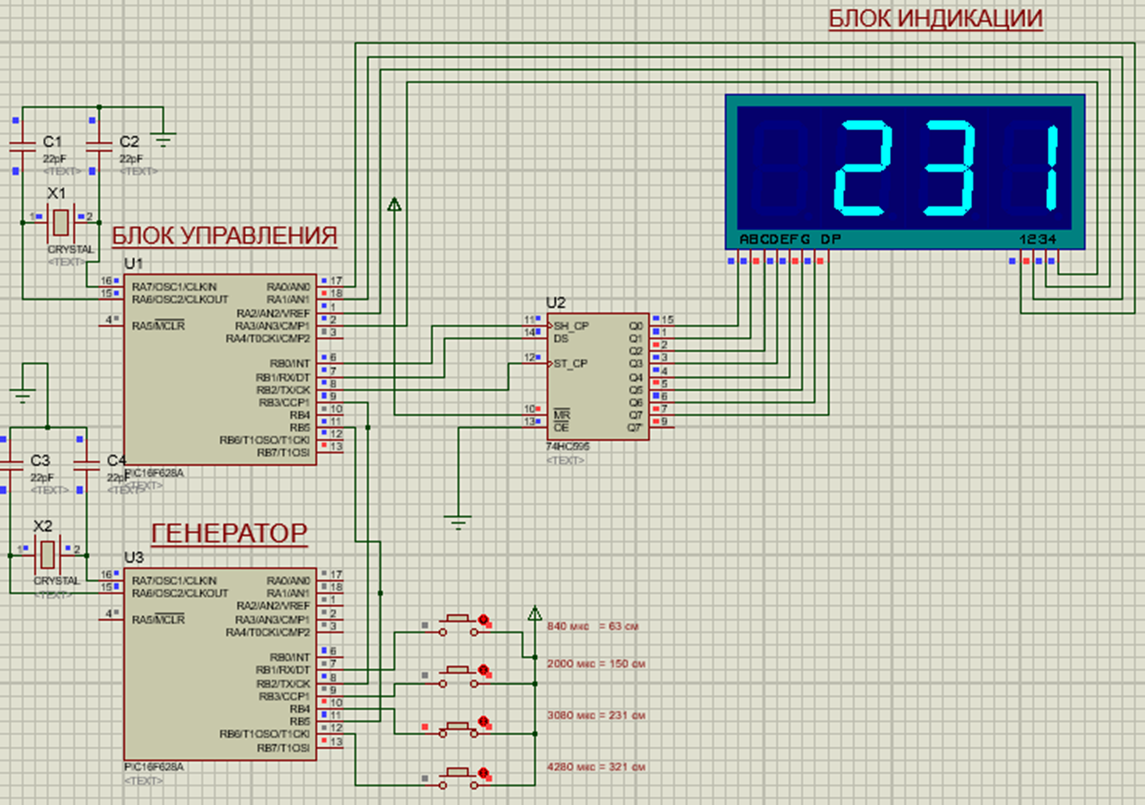 БЛОК ИНДИКАЦИИ
231
ABCDEFG DP
1234
C1
22pF
<TEXT>
C2
22pF
<TEXT>
X1
1
2
CRYSTAL
<TEXT>
БЛОК УПРАВЛЕНИЯ
U1
16 RA7/OSC1/CLKIN RA0/AN0 17
15 RA6/OSC2/CLKOUT RA1/AN1 18
RA2/AN2/VREF 1
4 RA5/MCLR RA3/AN3/CMP1 2
RA4/T0CKI/CMP2 3
RB0/INT 6
RB1/RX/DT 7
RB2/TX/CK 8
RB3/CCP1 9
RB4 10
RB5 11
RB6/T1OSO/T1CKI 12
RB7/T1OSI 13
PIC16F628A
<TEXT>
U2
11 SH_CP Q0 15
14 DS Q1 1
Q2 2
12 ST_CP Q3 3
Q4 4
Q5 5
Q6 6
10 MR Q7 7
13 OE Q7' 9
74HC595
<TEXT>
C3
22pF
<TEXT>
C4
22pF
<TEXT>
X2
1
2
CRYSTAL
<TEXT>
ГЕНЕРАТОР
U3
16 RA7/OSC1/CLKIN RA0/AN0 17
15 RA6/OSC2/CLKOUT RA1/AN1 18
RA2/AN2/VREF 1
4 RA5/MCLR RA3/AN3/CMP1 2
RA4/T0CKI/CMP2 3
RB0/INT 6
RB1/RX/DT 7
RB2/TX/CK 8
RB3/CCP1 9
RB4 10
RB5 11
RB6/T1OSO/T1CKI 12
RB7/T1OSI 13
PIC16F628A
<TEXT>
840 мкс = 63 см
2000 мкс = 150 см
3080 мкс = 231 см
4280 мкс = 321 см